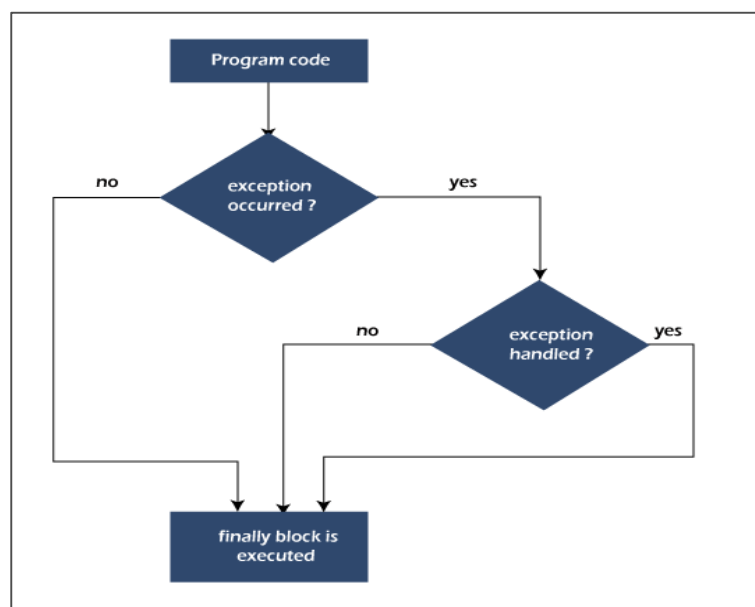 Program code
no
exception
occurred ?
yes
no
exception
handled ?
yes
finally block is
executed